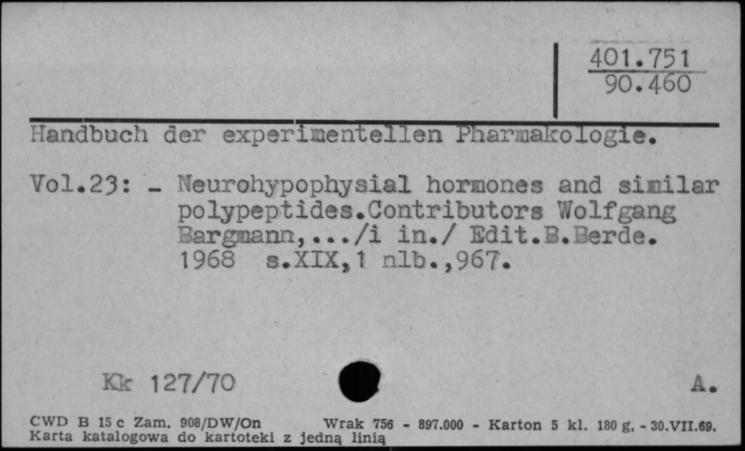 401.751
90.460
Handbuch der experimentellen Pharmakologie.
Vol.23: - Neurohypophysial hormones and similar
polypeptides.Contributors Wolfgang
Bargmann,.../i in./ Edit.B.Berde.
1968 s.XIX,1 nlb.,967.
Kk 127/70
A.
CWD B 15 c Zam. 908/DW/On Wrak 756 - 897.000 - Karton 5 kl. 180 g. - 30.VII.69.
Karta katalogowa do kartoteki z jedną linią